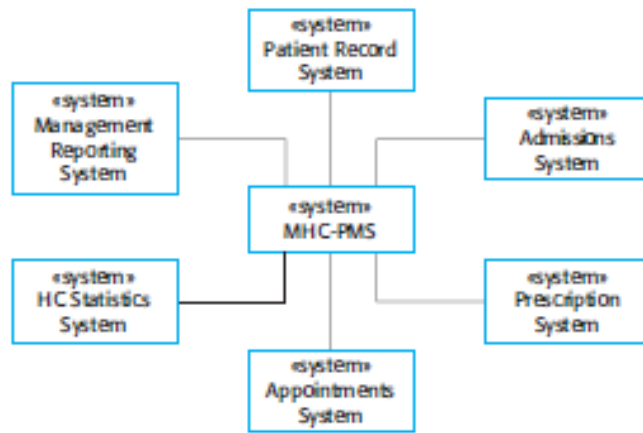 «system»
Patient Record
System
«system»
Management
Reporting
System
«system»
Admissions
System
«system»
MHC-PMS
«system»
HC Statistics
System
«system»
Prescription
System
«system»
Appointments
System